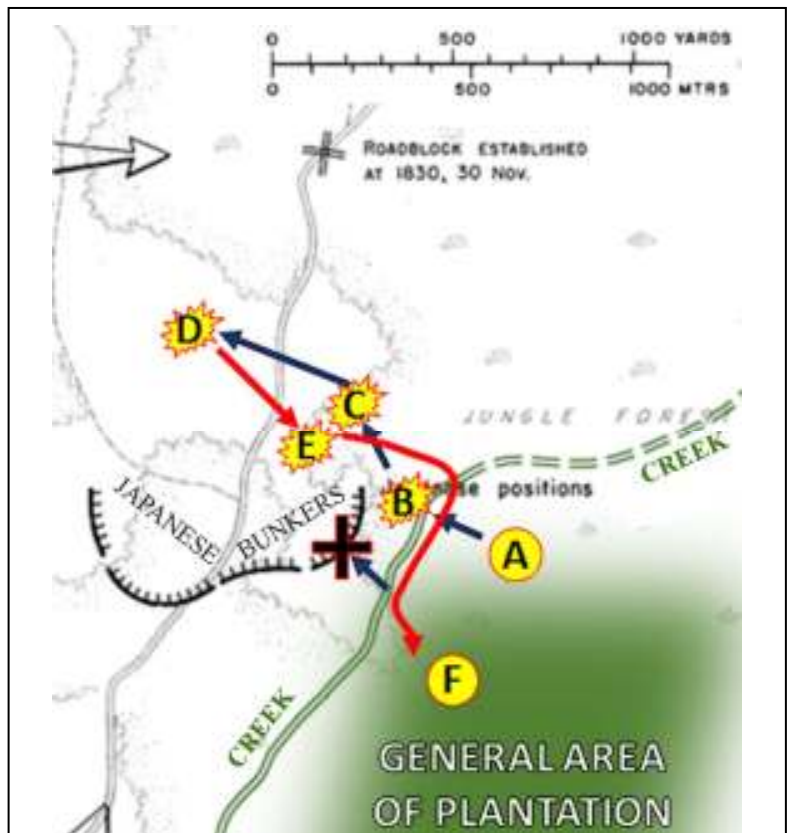 0 500 1000 YARDS
0 500 1000 MTRS
ROADBLOCK ESTABLISHED
AT 1830, 30 NOV.
D
C
JUNGLE
E
CREEK
JAPANESE BUNKERS
B
positions
A
F
CREEK
GENERAL AREA
OF PLANTATION